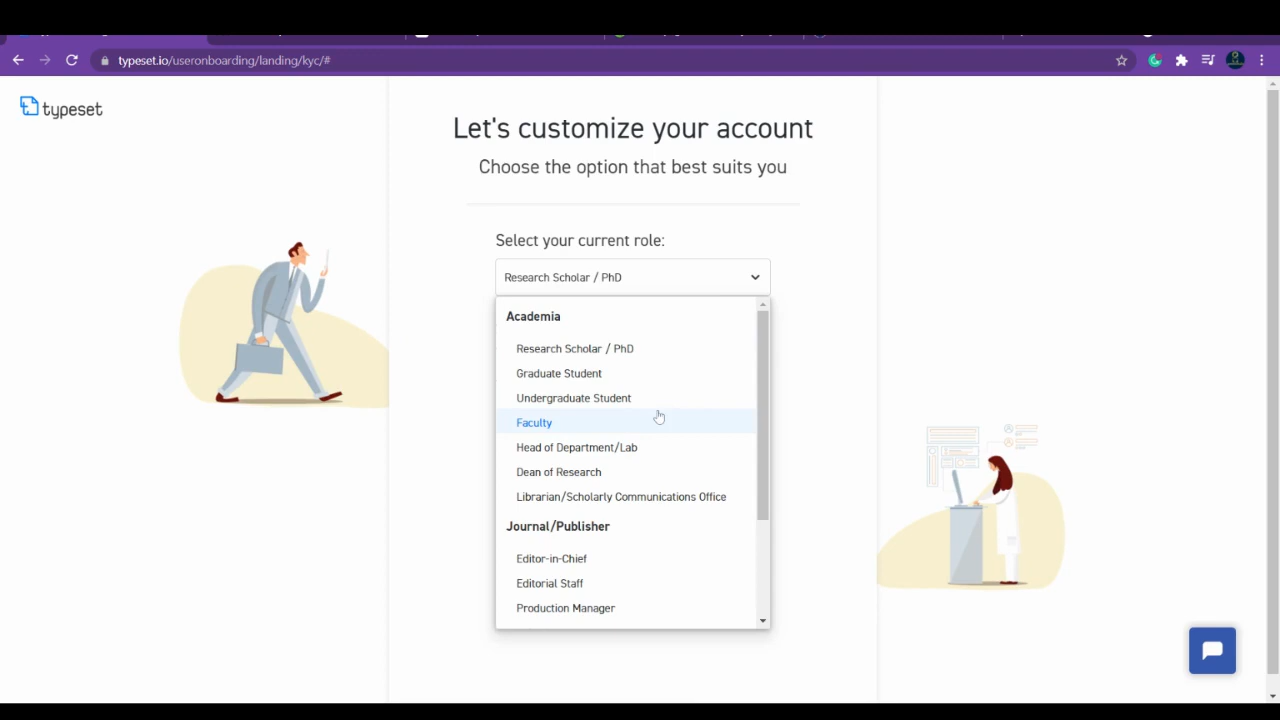 typeset.io/useronboarding/landing/kyc/#
typeset
Let's customize your account
Choose the option that best suits you
Select your current role:
Research Scholar / PhD
Academia
Research Scholar / PhD
Graduate Student
Undergraduate Student
Faculty
Head of Department/Lab
Dean of Research
Librarian/Scholarly Communications Office
Journal/Publisher
Editor-in-Chief
Editorial Staff
Production Manager